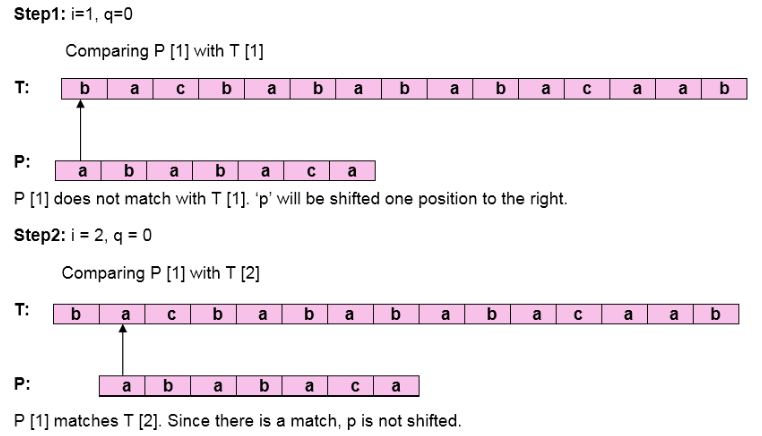 Step1: i=1, q=0
Comparing P [1] with T [1]
T: b a c b a b a b a b a c a a b
P: a b a b a c a
P [1] does not match with T [1]. ‘p’ will be shifted one position to the right.
Step2: i = 2, q = 0
Comparing P [1] with T [2]
T: b a c b a b a b a b a c a a b
P: a b a b a c a
P [1] matches T [2]. Since there is a match, p is not shifted.